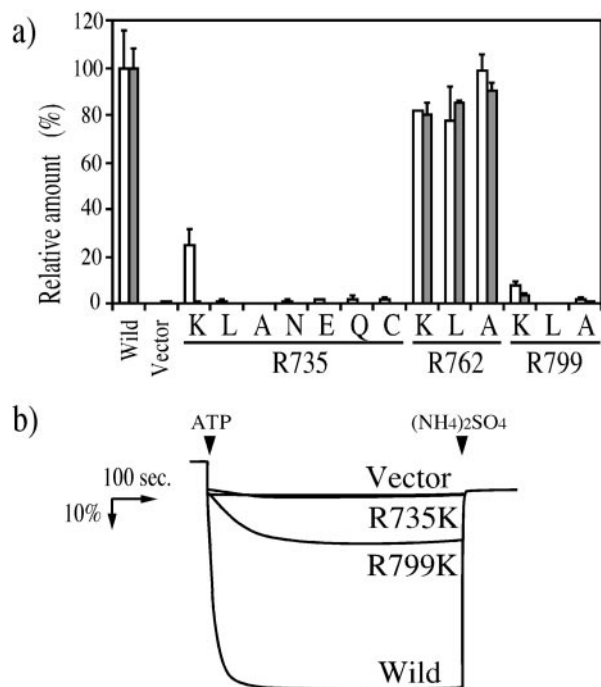 a)
120
100
80
60
40
20
0
Relative amount (%)
Wild
Vector
K L A N E Q C K L A K L A
R735 R762 R799
b)
ATP (NH4)2SO4
100 sec.
10%
Vector
R735K
R799K
Wild